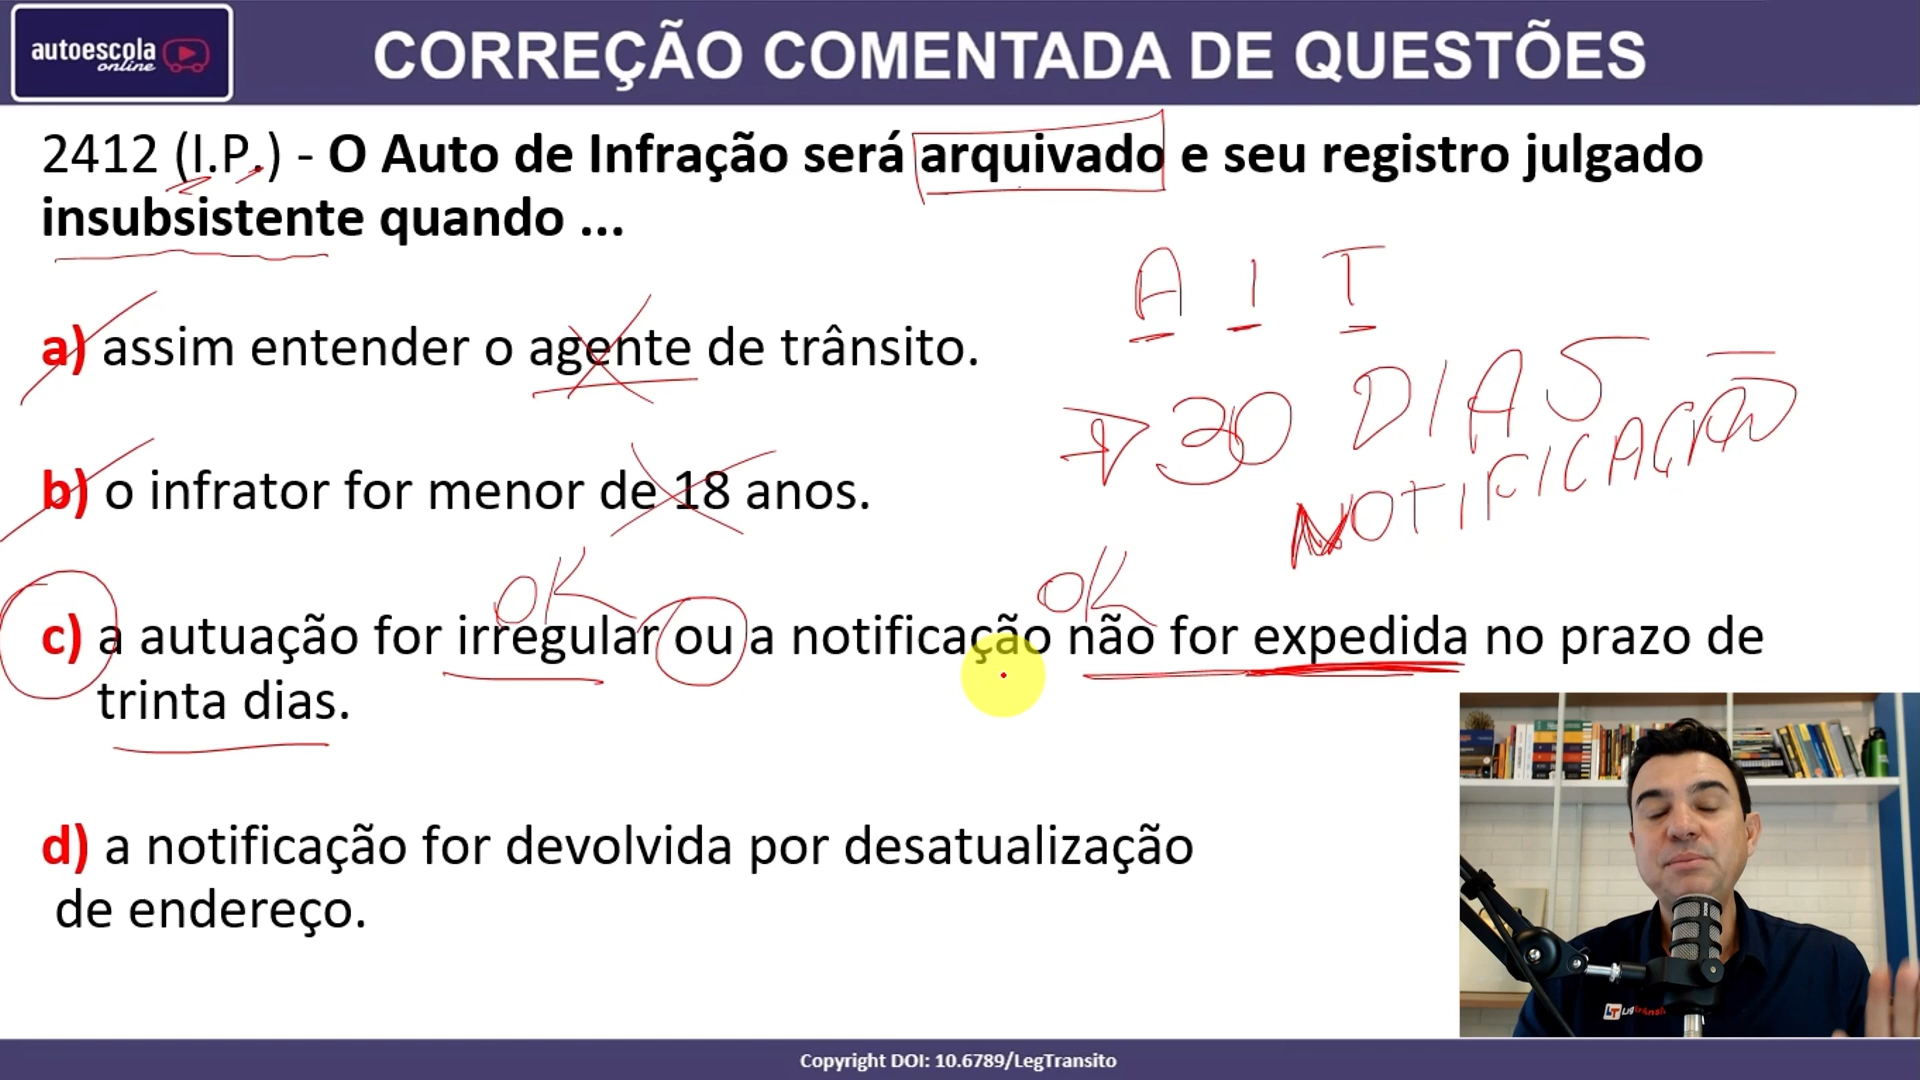 autoescola
online
CORREÇÃO COMENTADA DE QUESTÕES
2412 (I.P.) - O Auto de Infração será arquivado e seu registro julgado
insubsistente quando ...
A I T
a) assim entender o agente de trânsito.
30 DIAS
NOTIFICAÇÃO
b) o infrator for menor de 18 anos.
OK OK
c) a autuação for irregular ou a notificação não for expedida no prazo de
trinta dias.
d) a notificação for devolvida por desatualização
de endereço.
Copyright DOI: 10.6789/LegTransito